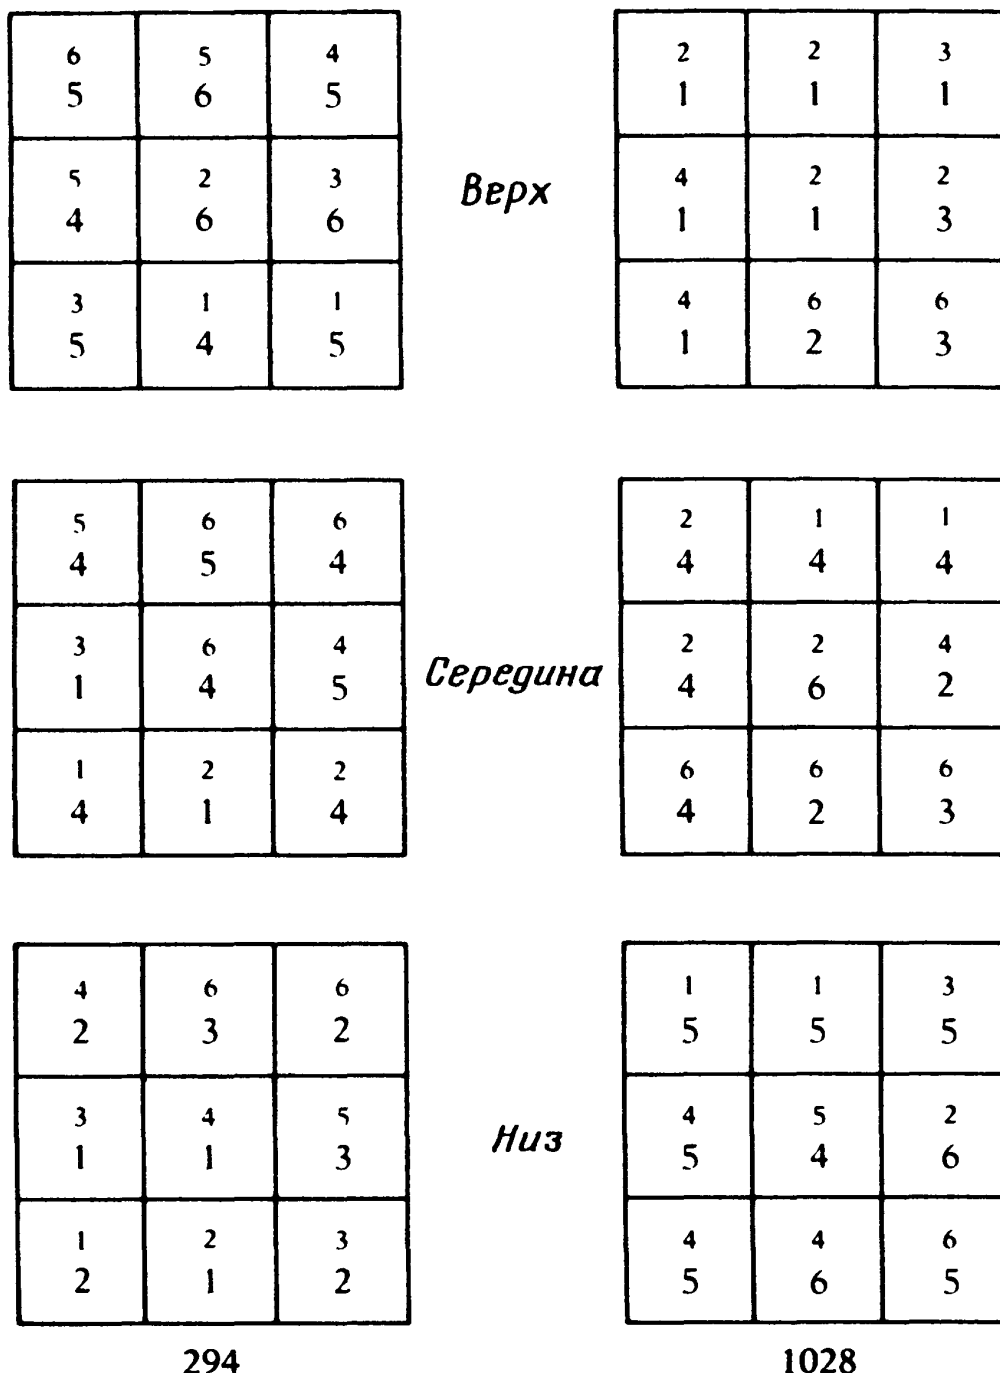 6 5 4 2 2 3
5 6 5 1 1 1
5 2 3 4 2 2
4 6 6 Верх 1 1 3
3 1 1 4 6 6
5 4 5 1 2 3
5 6 6 2 1 1
4 5 4 4 4 4
3 6 4 2 2 4
1 4 5 Середина 4 6 2
1 2 2 6 6 6
4 1 4 4 2 3
4 6 6 1 1 3
2 3 2 5 5 5
3 4 5 4 5 2
1 1 3 Низ 5 4 6
1 2 3 4 4 6
2 1 2 5 6 5
294 1028